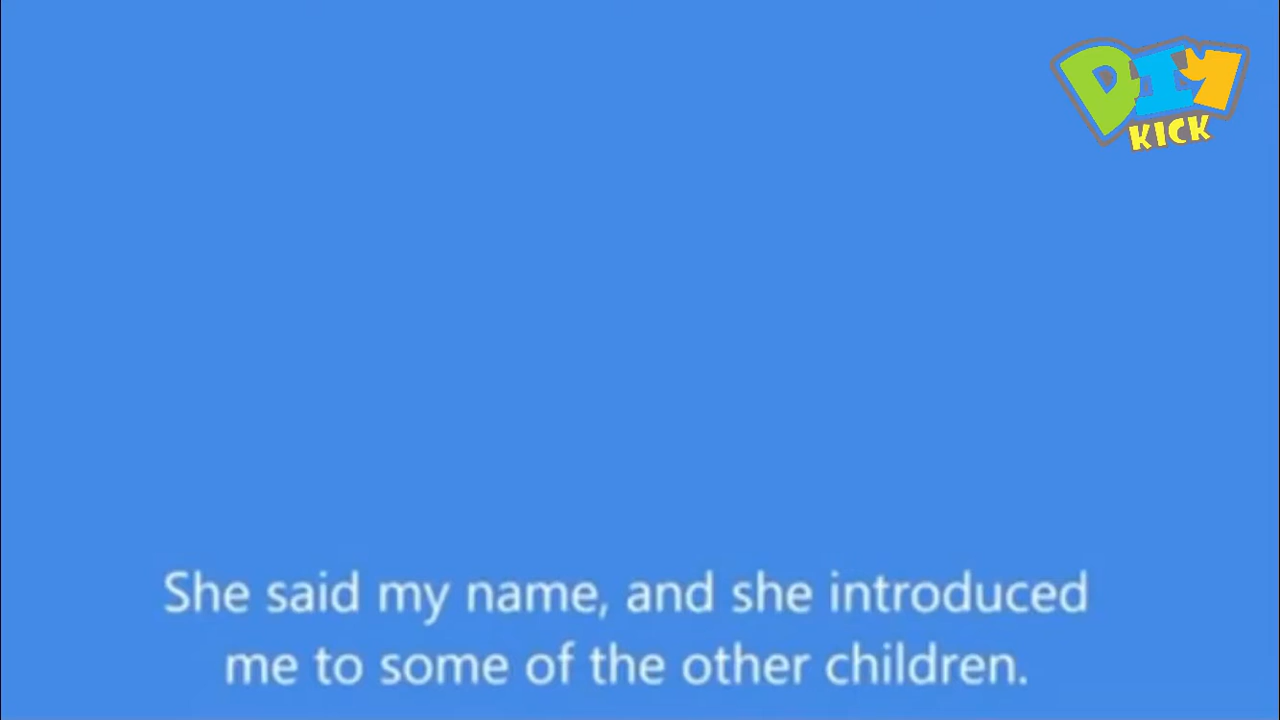 DIY
KICK
She said my name, and she introduced
me to some of the other children.